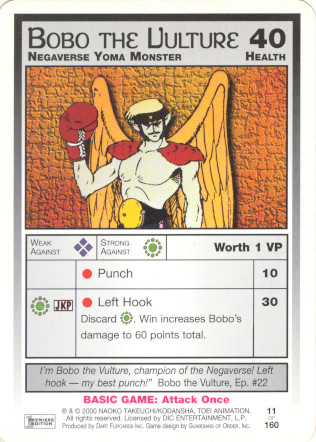 BOBO THE VULTURE 40
NEGAVERSE YOMA MONSTER HEALTH
WEAK AGAINST STRONG AGAINST Worth 1 VP
Punch 10
JKP Left Hook 30
Discard . Win increases Bobo's
damage to 60 points total.
I'm Bobo the Vulture, champion of the Negaverse! Left
hook — my best punch!" Bobo the Vulture, Ep. #22
BASIC GAME: Attack Once
PREMIERE
EDITION
® & © 2000 NAOKO TAKEUCHI/KODANSHA, TOEI ANIMATION.
All rights reserved. Licensed by DIC ENTERTAINMENT, L.P.
Produced by DART FLIPCARDS INC. Game design by GUARDIANS OF ORDER, INC.
11
OF
160